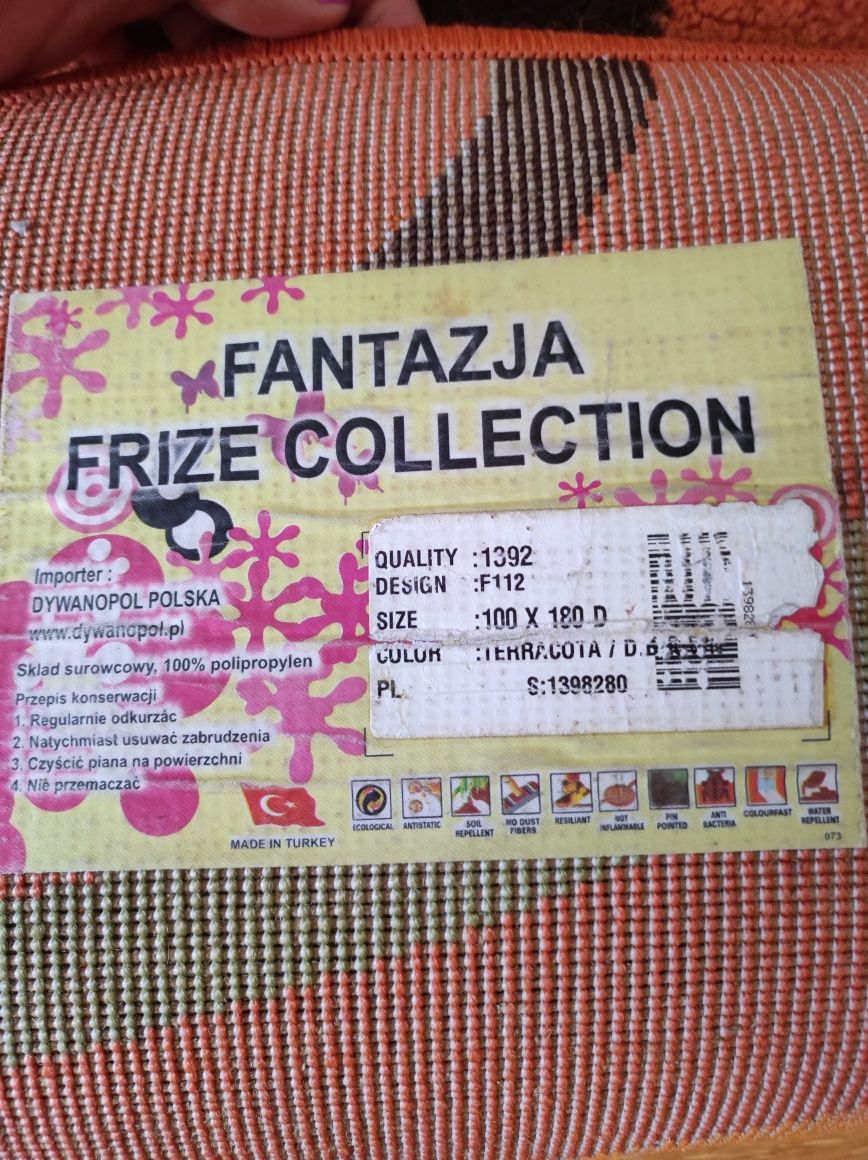 FANTAZJA
FRIZE COLLECTION
Importer :
DYWANOPOL POLSKA
www.dywanopol.pl
Skład surowcowy, 100% polipropylen
Przepis konserwacji
1. Regularnie odkurzác
2. Natychmiast usuwać zabrudzenia
3. Czyścić piana na powierzchni
4. Nie przemaczać
QUALITY :1392
DESIGN :F112
SIZE :100 X 180 D
COLOR :TERRACOTA / D.
PL S:1398280
MADE IN TURKEY
ECOLOGICAL
ANTISTATIC
SOIL REPELLENT
NO DUST FIBERS
RESILIANT
NOT INFLAMMABLE
PIN POINTED
ANTI BACTERIA
COLOURFAST
WATER REPELLENT
073